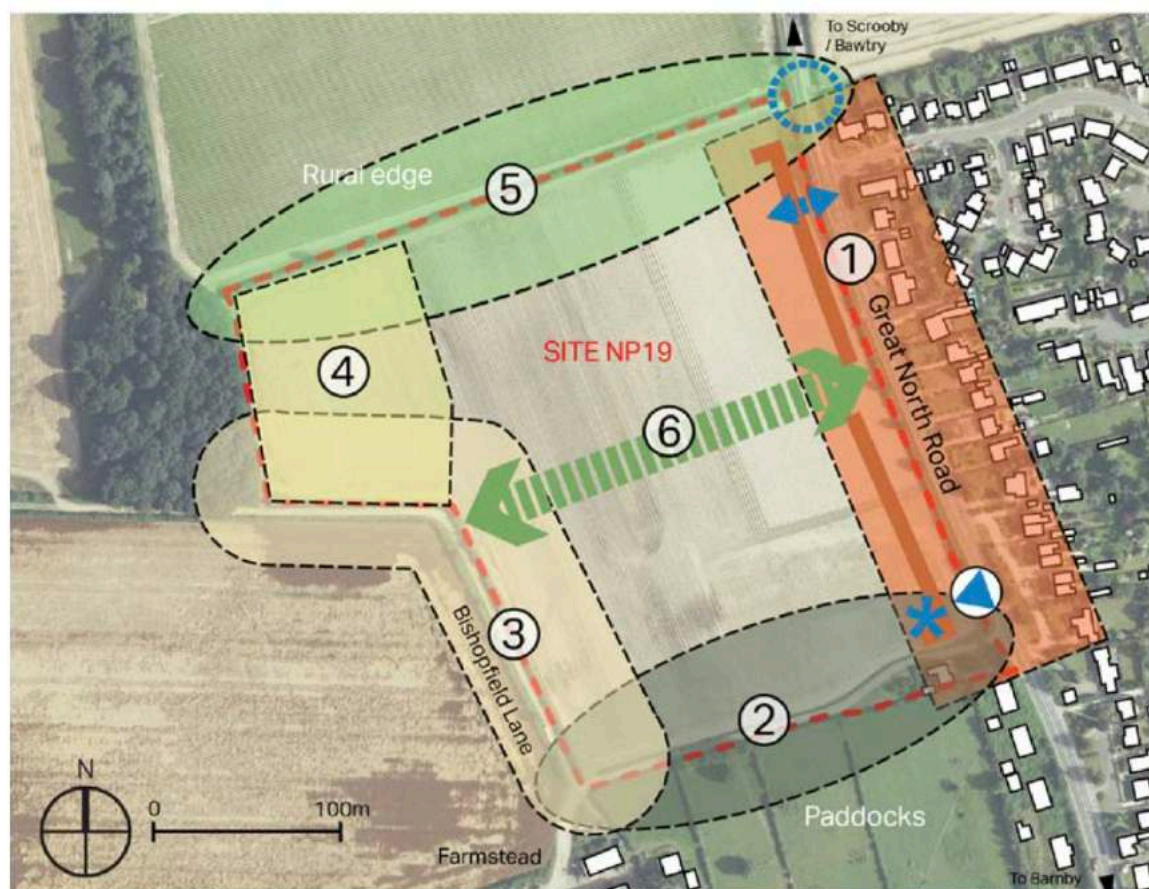 To Scrooby
/ Bawtry
Rural edge
5
1
Great North Road
SITE NP19
4
6
3
Bishopfield Lane
2
N
0
100m
Paddocks
Farmstead
To Barnby